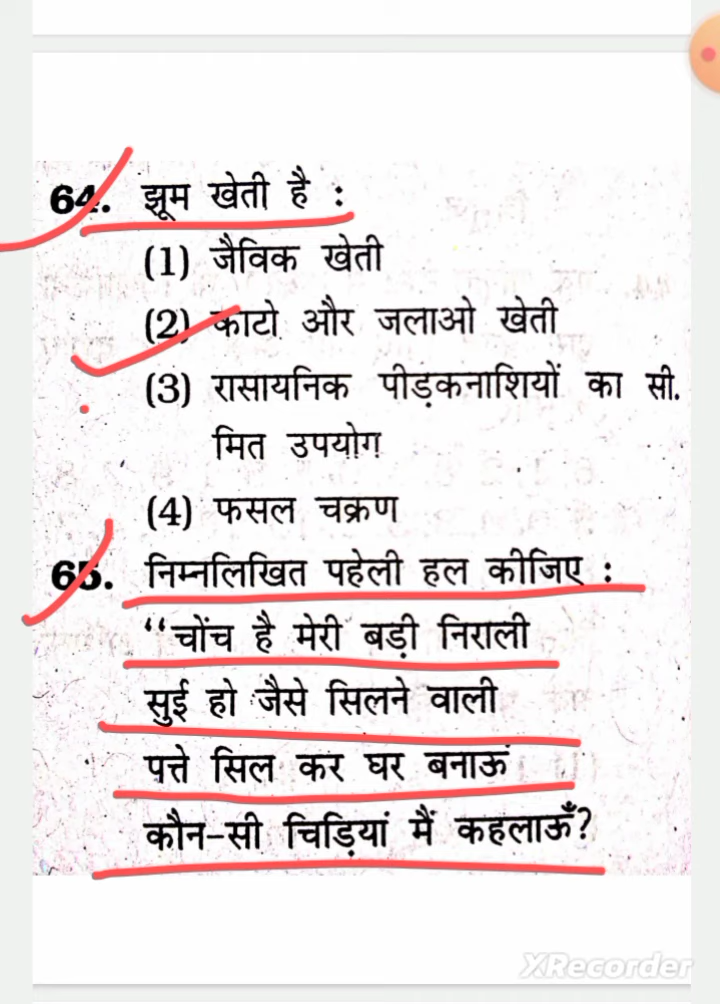 64. झूम खेती है :
(1) जैविक खेती
(2) काटो और जलाओ खेती
(3) रासायनिक पीड़कनाशियों का सी.
मित उपयोग
(4) फसल चक्रण
65. निम्नलिखित पहेली हल कीजिए :
“चोंच है मेरी बड़ी निराली
सुई हो जैसे सिलने वाली
पत्ते सिल कर घर बनाऊं
कौन-सी चिड़ियां मैं कहलाऊँ?
XRecorder